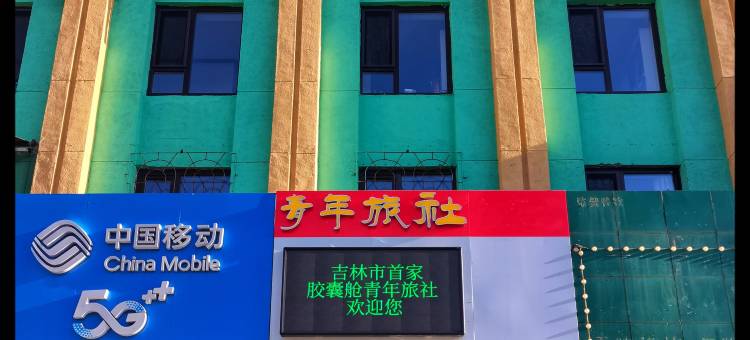 中国移动
China Mobile
5G++
青年旅社
吉林市首家
胶囊舱青年旅社
欢迎您